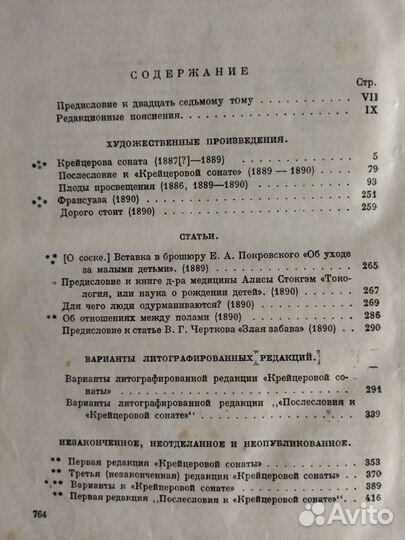 СОДЕРЖАНИЕ
Стр.
Предисловие к двадцать седьмому тому . . . . . . . . . . VII
Редакционные пояснения. . . . . . . . . . . . . . . . . IX
ХУДОЖЕСТВЕННЫЕ ПРОИЗВЕДЕНИЯ.
Крейцерова соната (1887[?]—1889) . . . . . . . . . . . . 5
Послесловие к «Крейцеровой сонате» (1889 — 1890) . . . . 79
Плоды просвещения (1886, 1889—1890) . . . . . . . . . . 93
Франсуаза (1890) . . . . . . . . . . . . . . . . . . . 251
Дорого стоит (1890) . . . . . . . . . . . . . . . . . . 259
СТАТЬИ.
** [О соске.] Вставка в брошюру Е. А. Покровского «Об уходе
за малыми детьми». (1889) . . . . . . . . . . . . . . . 265
Предисловие к книге д-ра медицины Алисы Стокгэм «Токо-
логия, или наука о рождении детей». (1890) . . . . . . . 267
Для чего люди одурманиваются? (1890) . . . . . . . . . . 269
** Об отношениях между полами (1890) . . . . . . . . . . 286
Предисловие к статье В. Г. Черткова «Злая забава» (1890) . . 290
ВАРИАНТЫ ЛИТОГРАФИРОВАННЫХ РЕДАКЦИЙ.
Варианты литографированной редакции «Крейцеровой со-
наты» . . . . . . . . . . . . . . . . . . . . . . . . . 291
Варианты литографированной редакции „Послесловия к
«Крейцеровой сонате»“ . . . . . . . . . . . . . . . . . 339
НЕЗАКОНЧЕННОЕ, НЕОТДЕЛАННОЕ И НЕОПУБЛИКОВАННОЕ.
** Первая редакция «Крейцеровой сонаты» . . . . . . . . . 353
** Третья (незаконченная) редакция «Крейцеровой сонаты» . . 370
** Варианты к «Крейцеровой сонате» . . . . . . . . . . . 389
** Первая редакция „Послесловия к «Крейцеровой сонате»“ . . 416
764
Avito